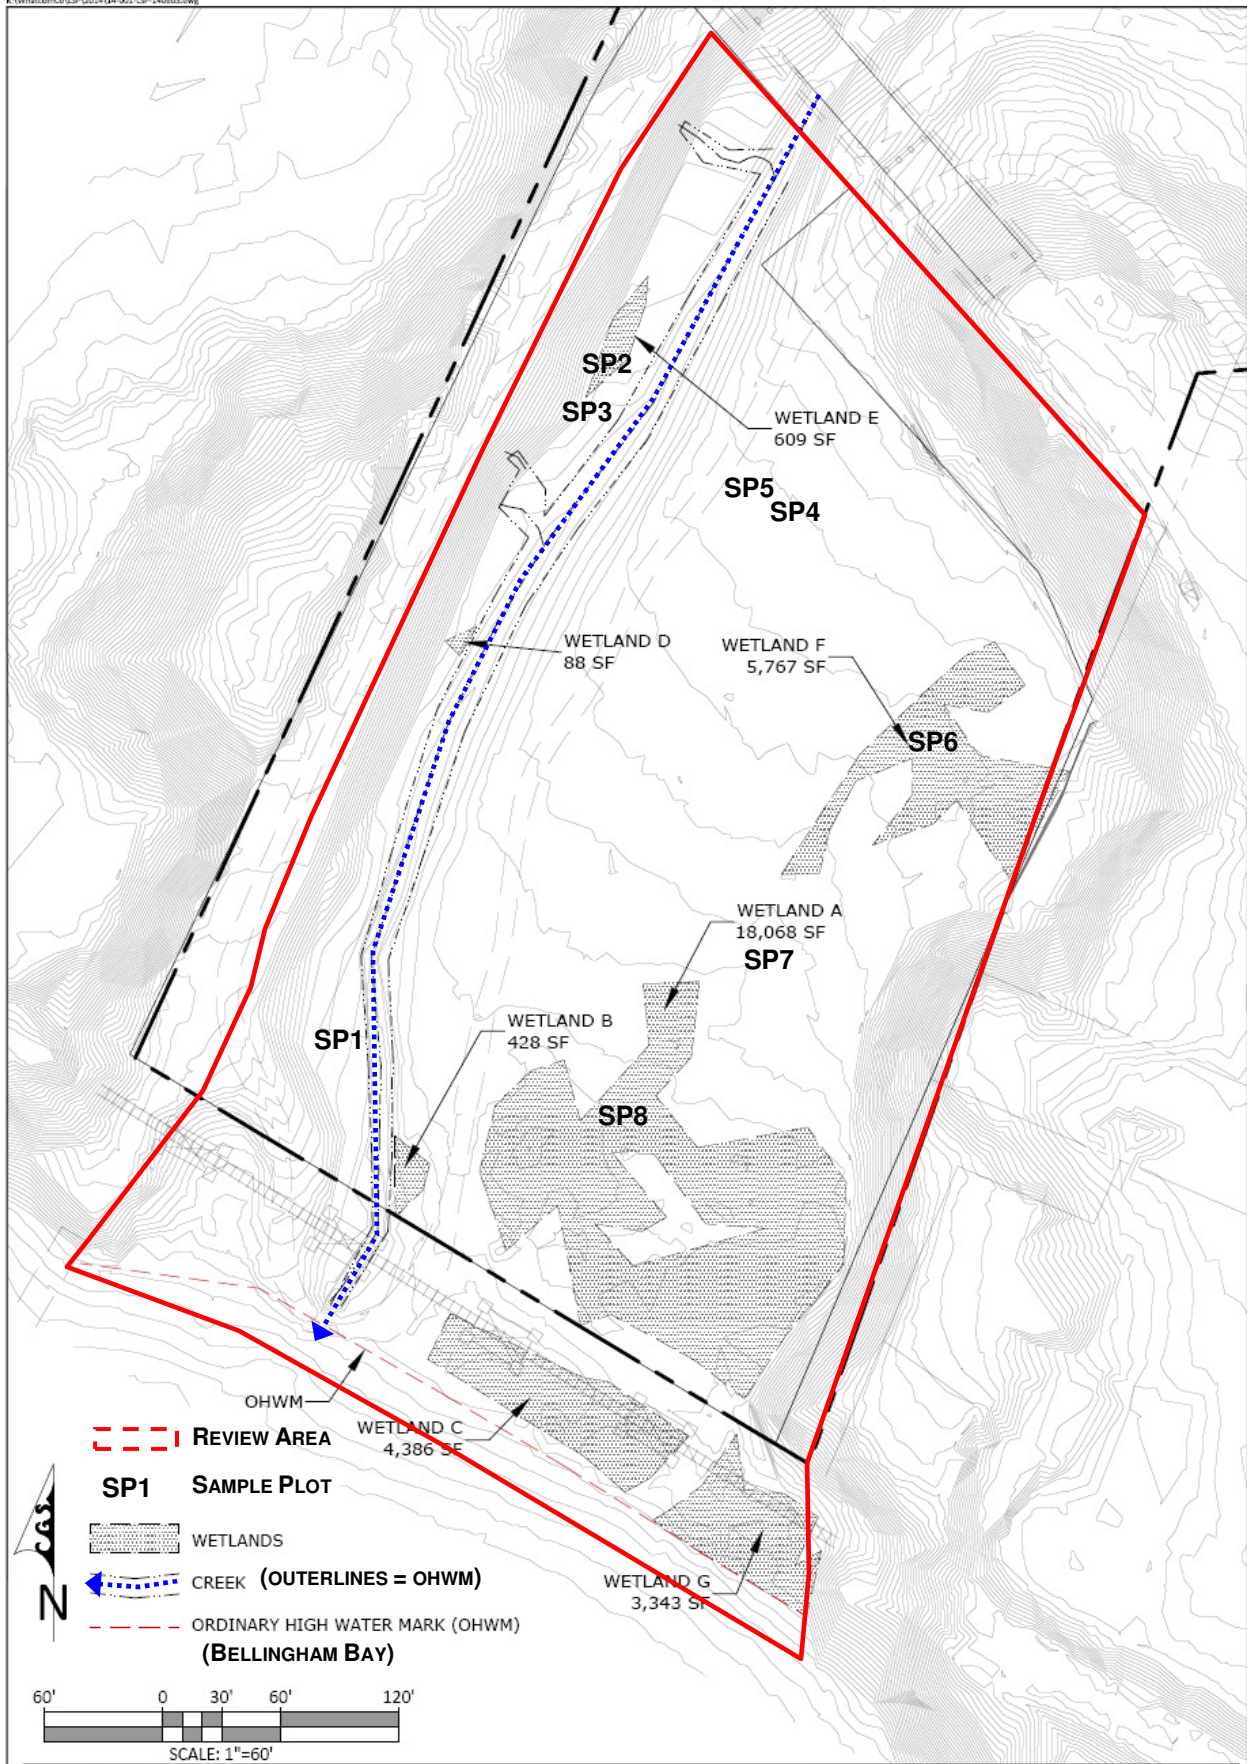 SP2
SP3
WETLAND E
609 SF
SP5
SP4
WETLAND D
88 SF
WETLAND F
5,767 SF
SP6
WETLAND A
18,068 SF
SP7
SP1
WETLAND B
428 SF
SP8
OHWM
WETLAND C
4,386 SF
REVIEW AREA
SP1 SAMPLE PLOT
WETLANDS
CREEK (OUTERLINES = OHWM)
WETLAND G
3,343 SF
ORDINARY HIGH WATER MARK (OHWM)
(BELLINGHAM BAY)
C.G.S.
N
60' 0 30' 60' 120'
SCALE: 1"=60'